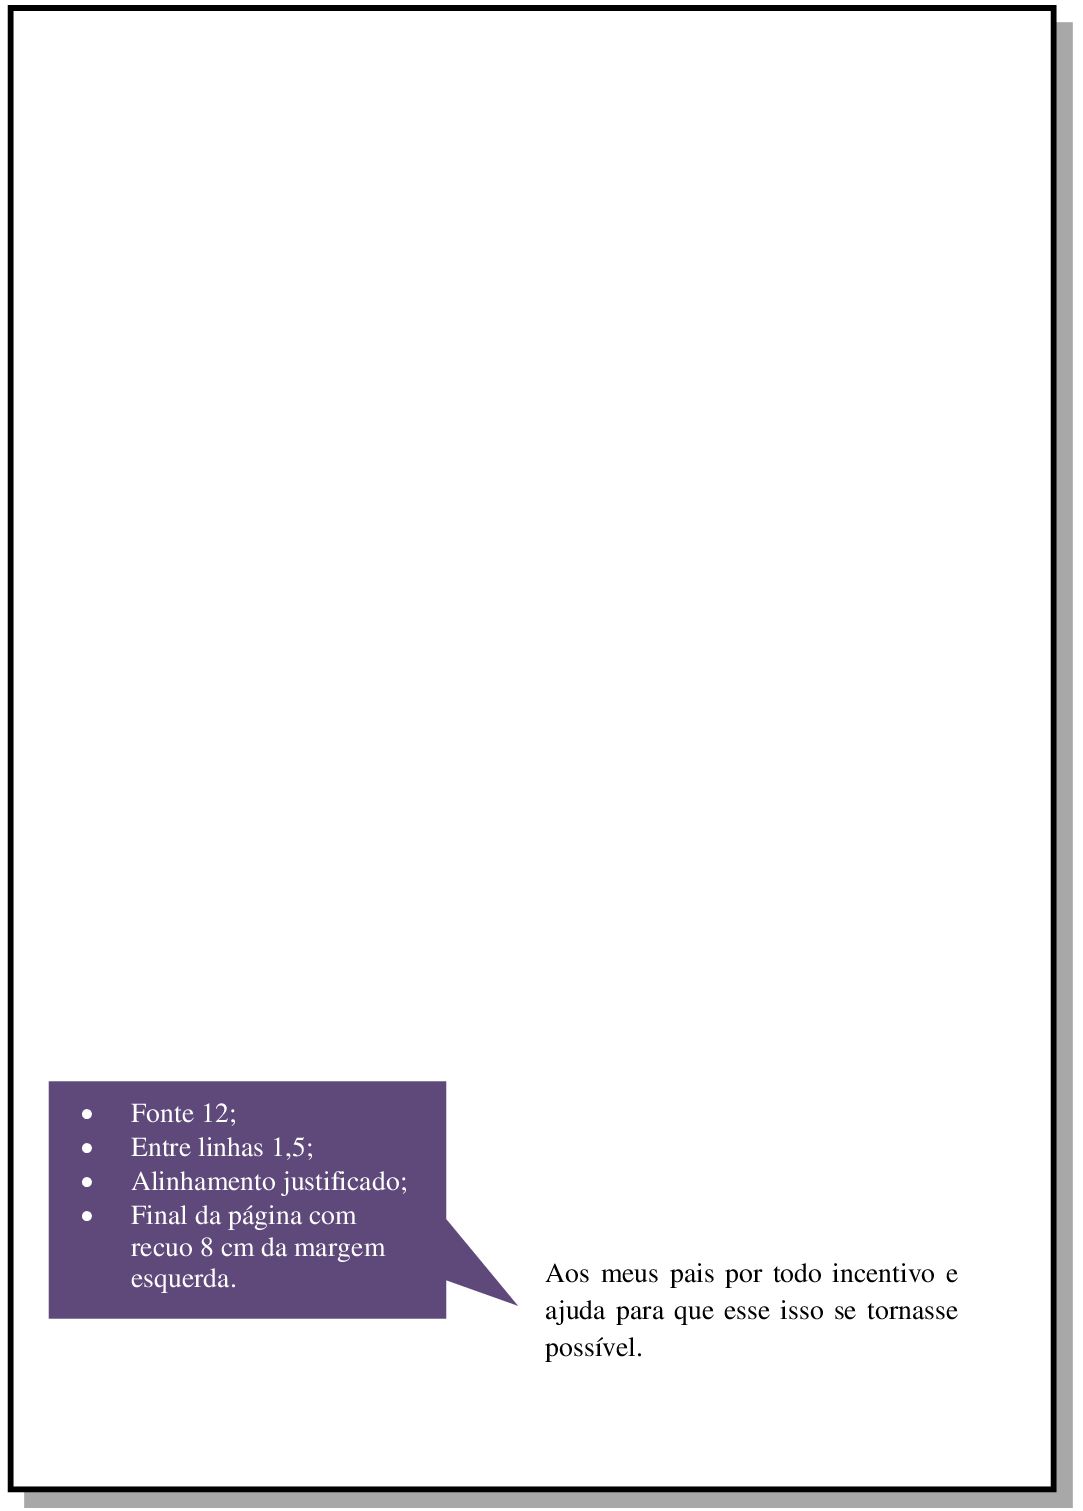 • Fonte 12;
• Entre linhas 1,5;
• Alinhamento justificado;
• Final da página com
recuo 8 cm da margem
esquerda.
Aos meus pais por todo incentivo e
ajuda para que esse isso se tornasse
possível.